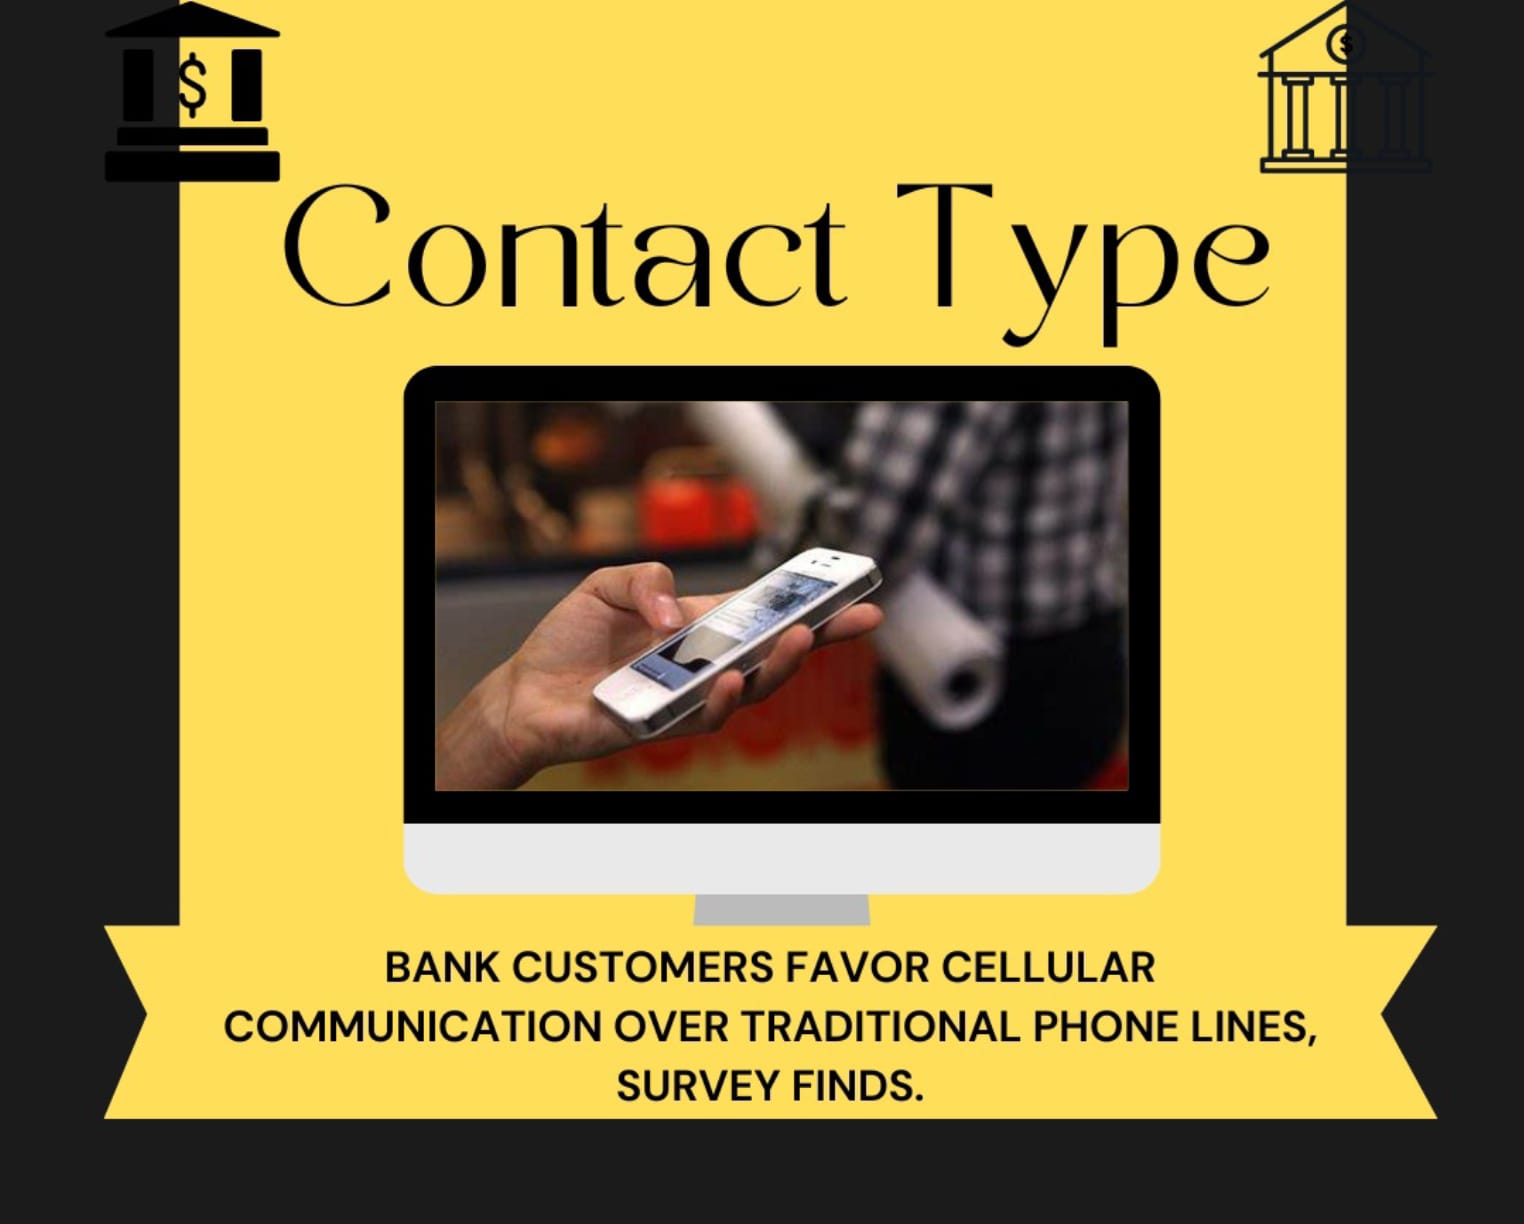 $
$
Contact Type
BANK CUSTOMERS FAVOR CELLULAR
COMMUNICATION OVER TRADITIONAL PHONE LINES,
SURVEY FINDS.